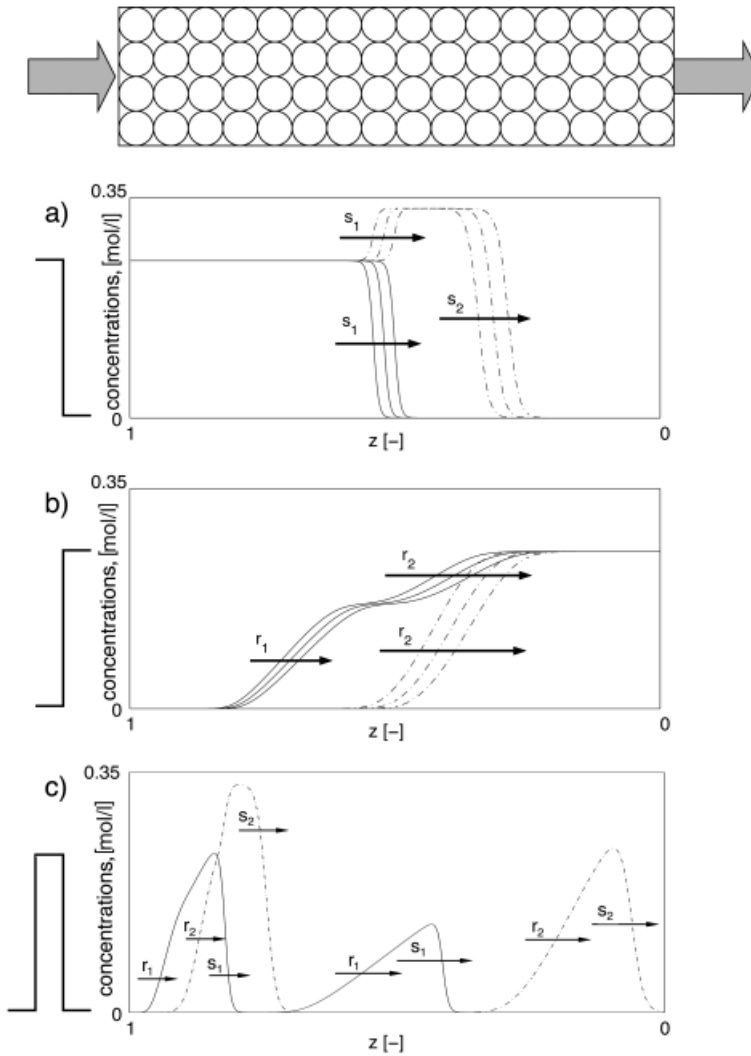 a)
0.35
concentrations, [mol/l]
s1
s1
s2
0
1
z [–]
0
b)
0.35
concentrations, [mol/l]
r2
r1
r2
0
1
z [–]
0
c)
0.35
concentrations, [mol/l]
s2
r2
r1
s1
r1
s1
r2
s2
0
1
z [–]
0